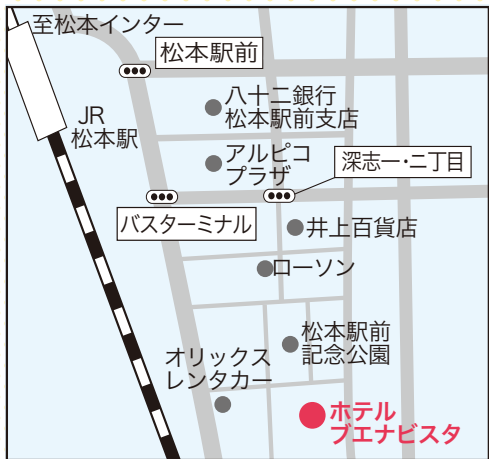 至松本インター
松本駅前
八十二銀行
松本駅前支店
JR
松本駅
アルピコ
プラザ
深志一・二丁目
バスターミナル
井上百貨店
ローソン
松本駅前
記念公園
オリックス
レンタカー
ホテル
ブエナビスタ